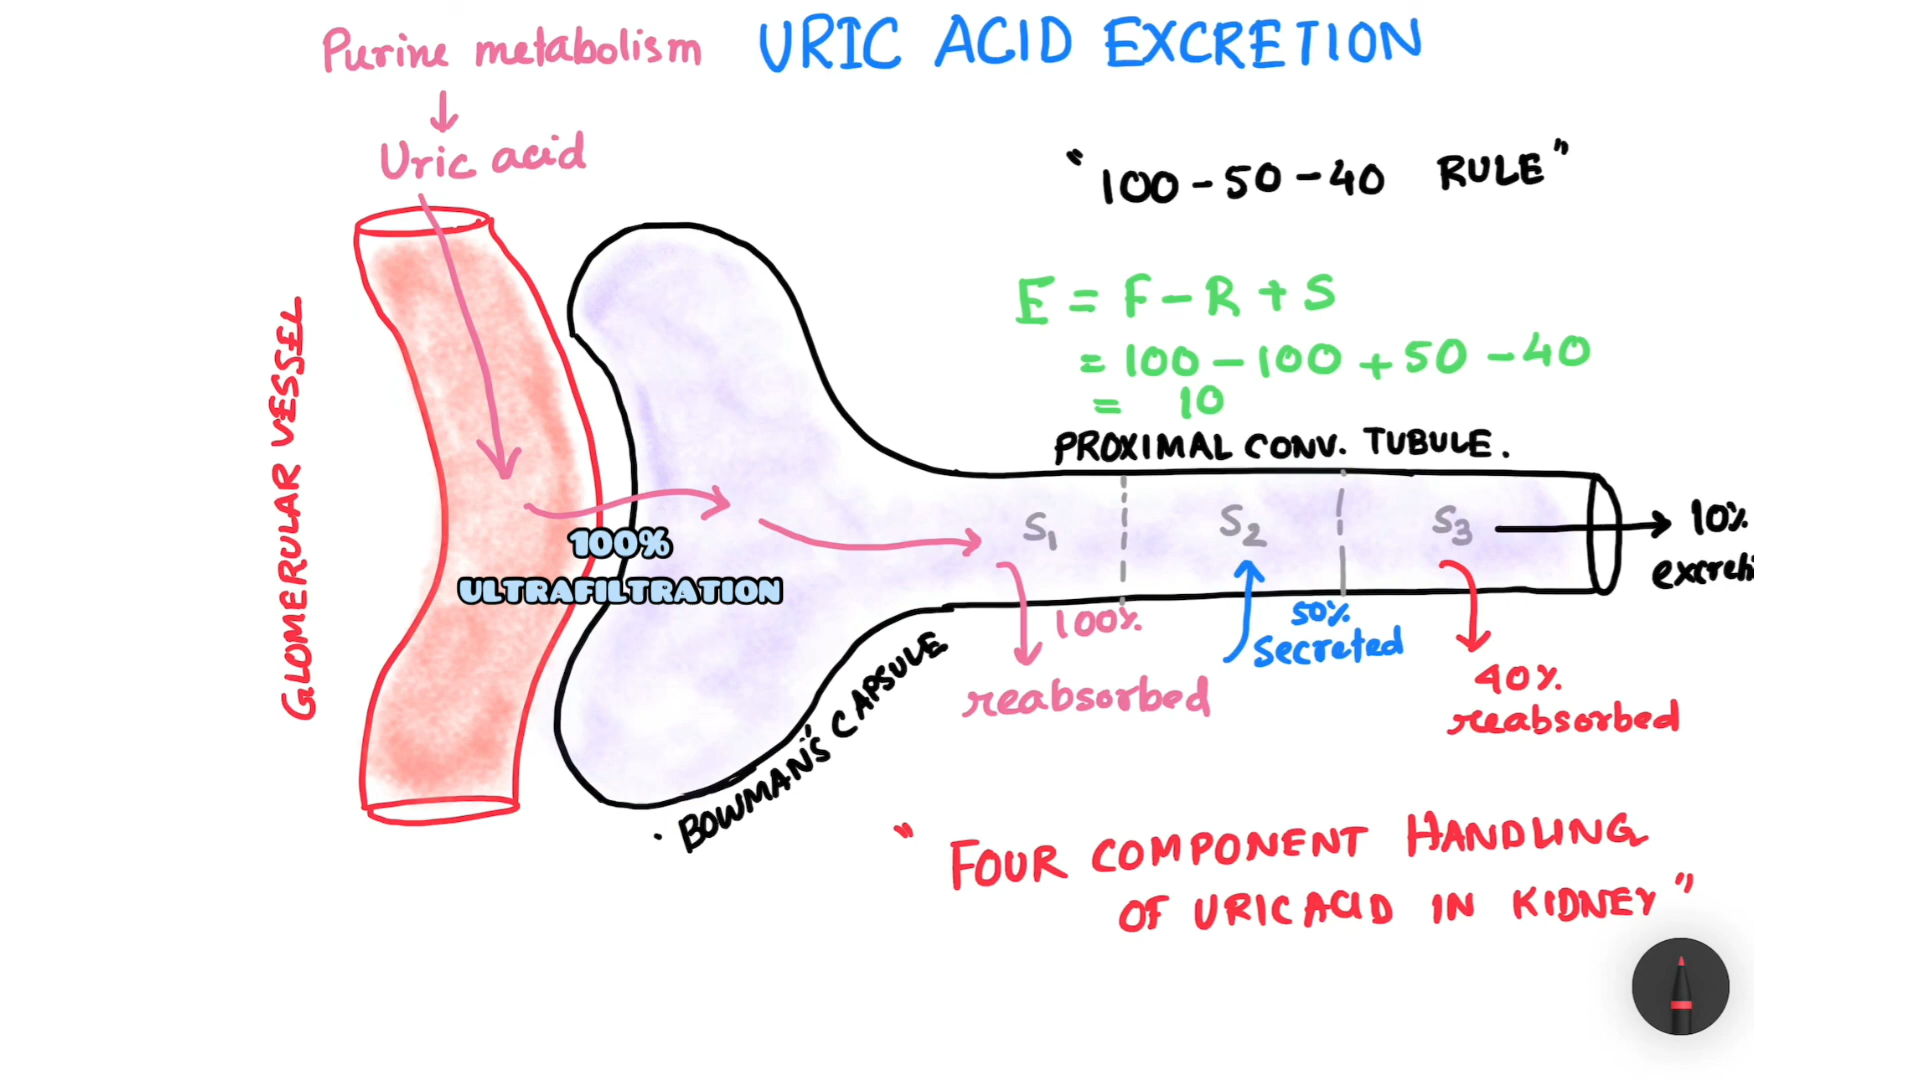 Purine metabolism
URIC ACID EXCRETION
Uric acid
"100-50-40 RULE"
E = F - R + S
= 100 - 100 + 50 - 40
= 10
PROXIMAL CONV. TUBULE.
GLOMERULAR VESSEL
100%
ULTRAFILTRATION
S1
S2
S3
10%
100%
reabsorbed
50%
secreted
40%
reabsorbed
BOWMAN'S CAPSULE
"FOUR COMPONENT HANDLING
OF URIC ACID IN KIDNEY"